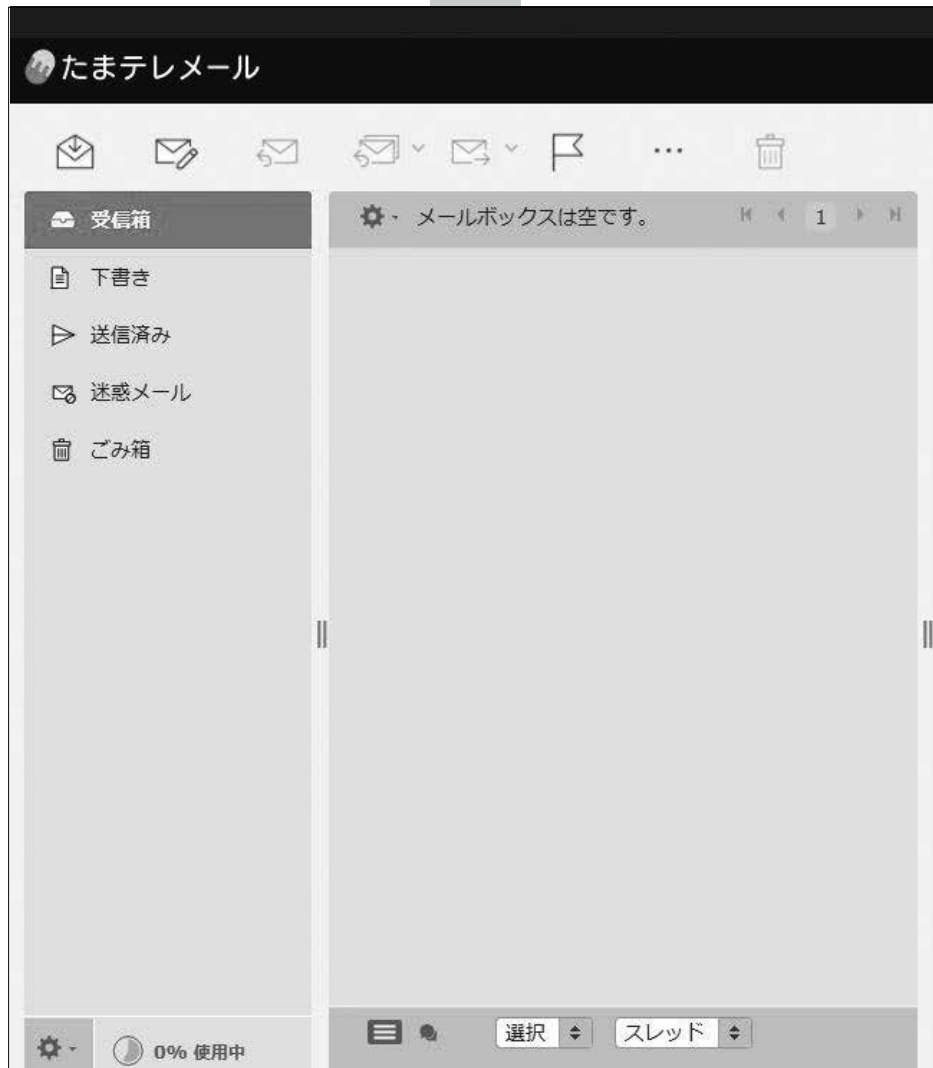 たまテレメール
受信箱
メールボックスは空です。
1
下書き
送信済み
迷惑メール
ごみ箱
0% 使用中
選択
スレッド